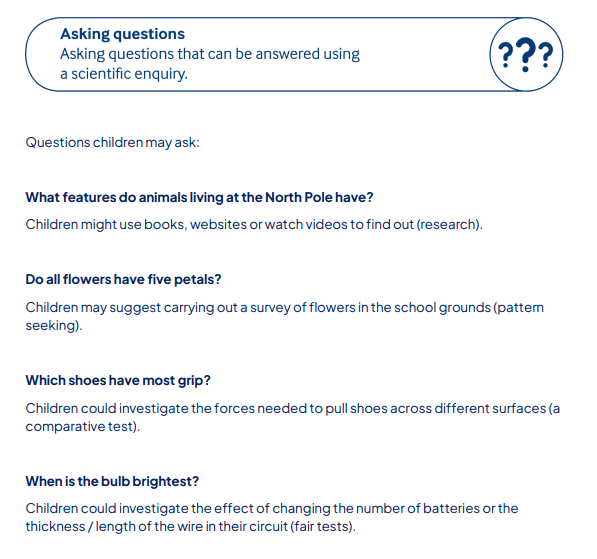 Asking questions
Asking questions that can be answered using
a scientific enquiry.
???
Questions children may ask:
What features do animals living at the North Pole have?
Children might use books, websites or watch videos to find out (research).
Do all flowers have five petals?
Children may suggest carrying out a survey of flowers in the school grounds (pattern
seeking).
Which shoes have most grip?
Children could investigate the forces needed to pull shoes across different surfaces (a
comparative test).
When is the bulb brightest?
Children could investigate the effect of changing the number of batteries or the
thickness / length of the wire in their circuit (fair tests).